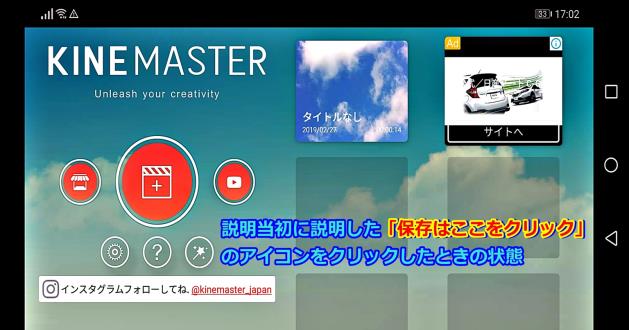 33 17:02
KINEMASTER
Unleash your creativity
タイトルなし
2019/02/27
00:00:14
Ad
サイトへ
説明当初に説明した「保存はここをクリック」
のアイコンをクリックしたときの状態
インスタグラムフォローしてね、@kinemaster_japan